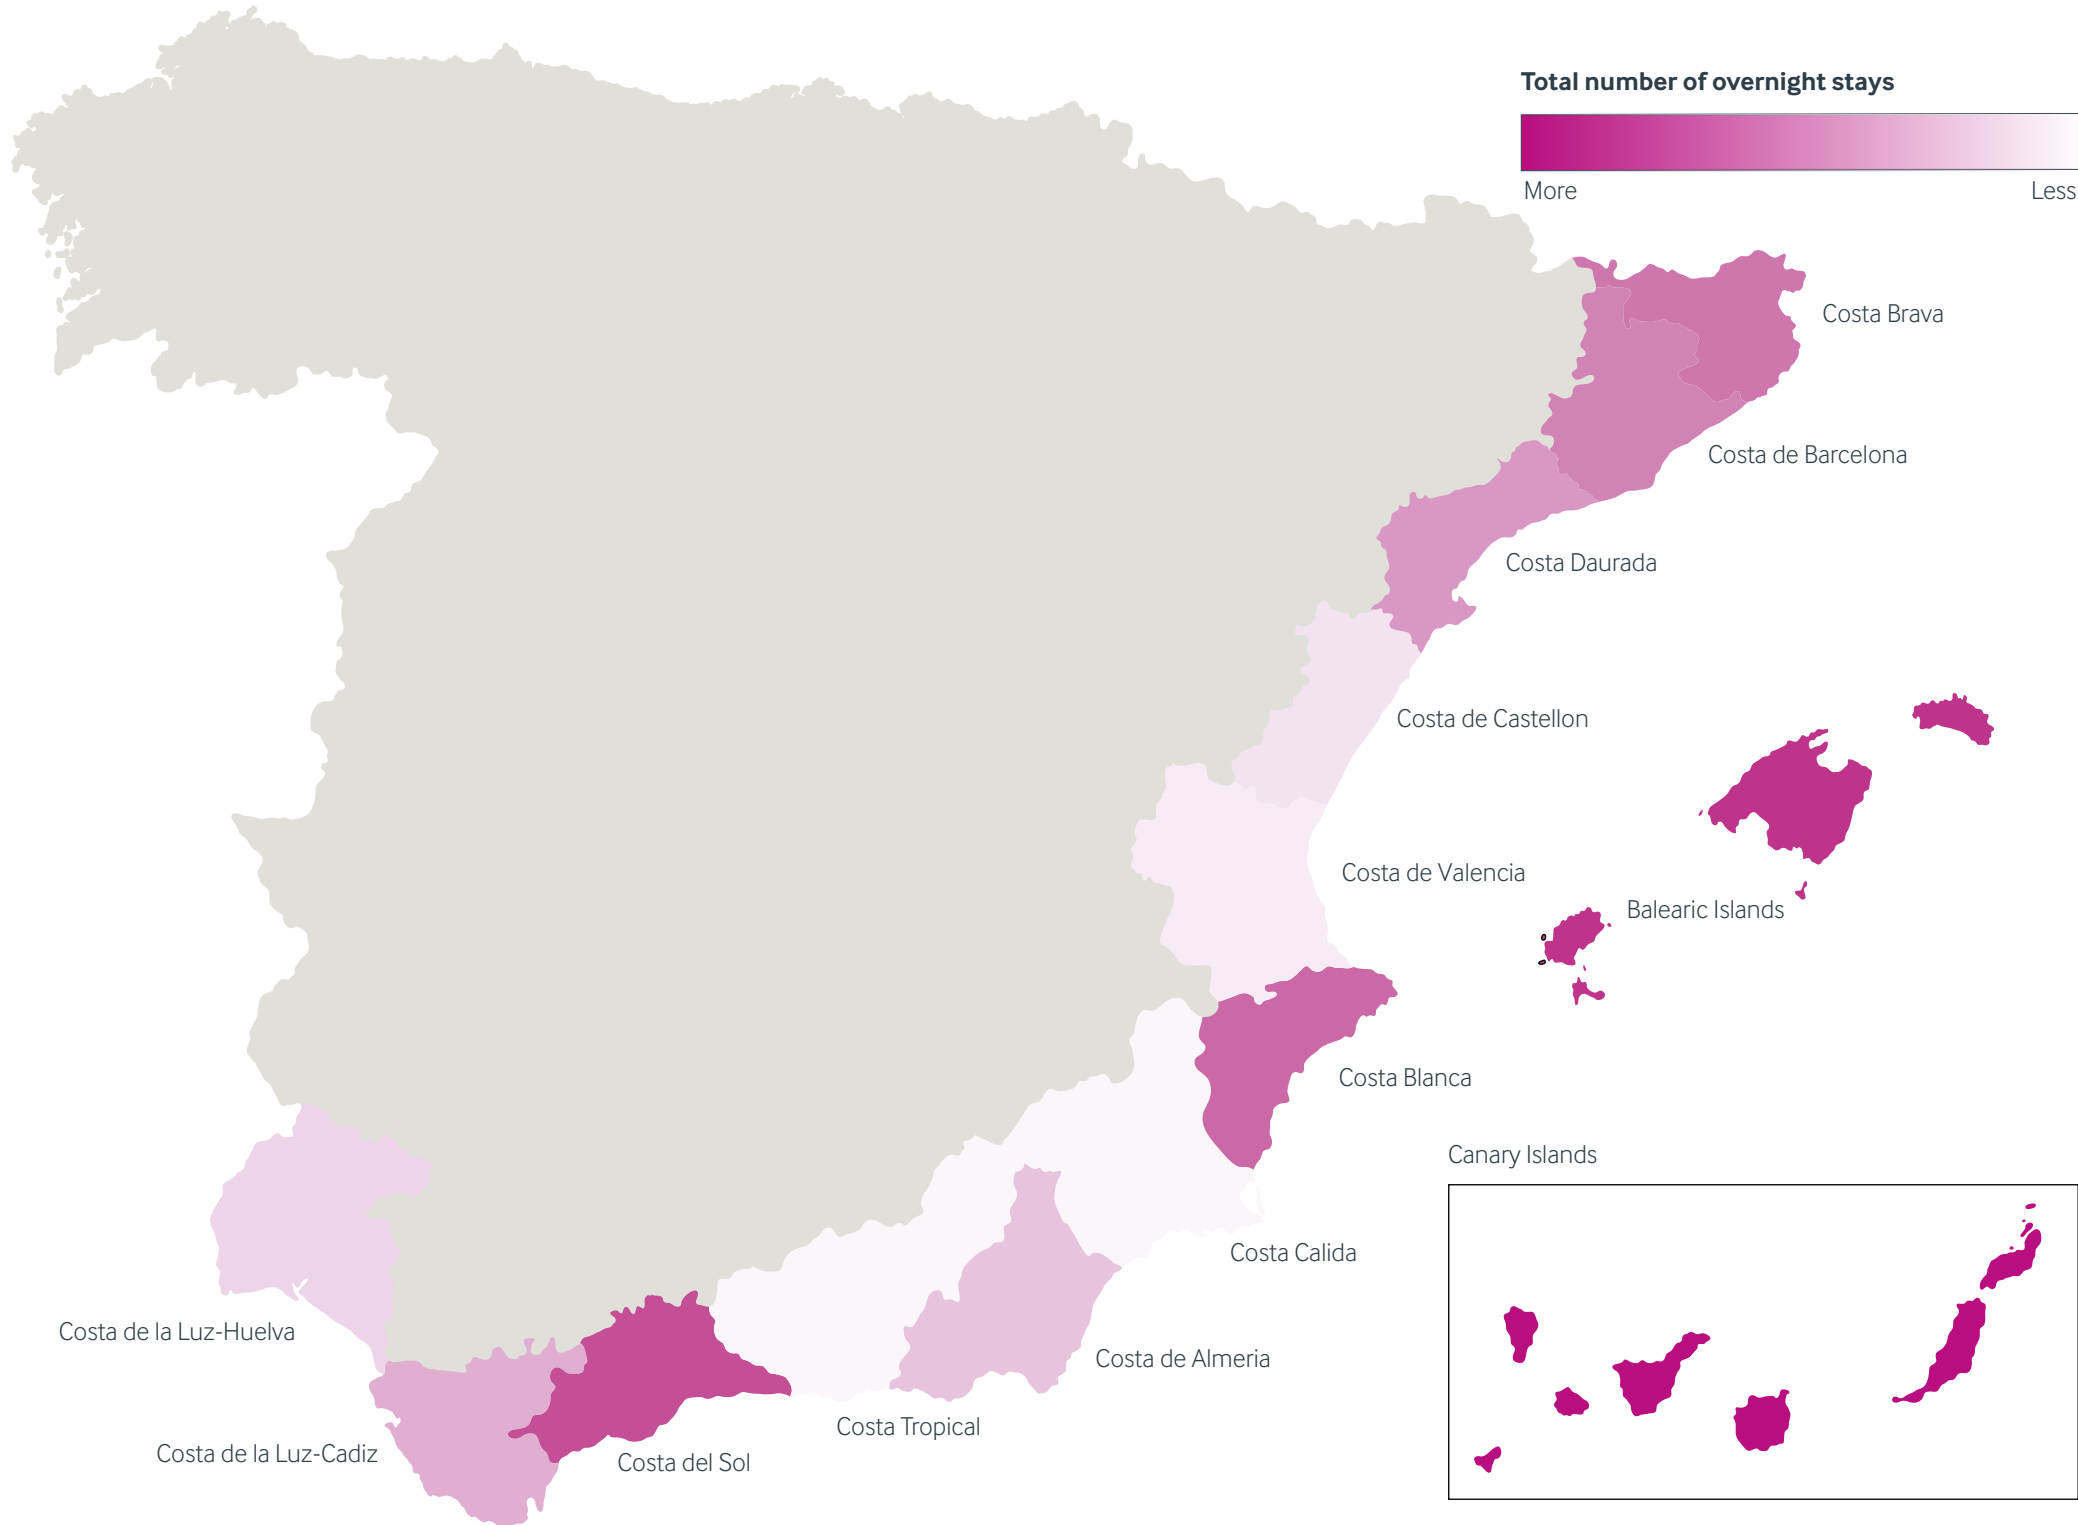 Total number of overnight stays
More
Less
Costa Brava
Costa de Barcelona
Costa Daurada
Costa de Castellon
Costa de Valencia
Balearic Islands
Costa Blanca
Canary Islands
Costa Calida
Costa de la Luz-Huelva
Costa de Almeria
Costa Tropical
Costa de la Luz-Cadiz
Costa del Sol